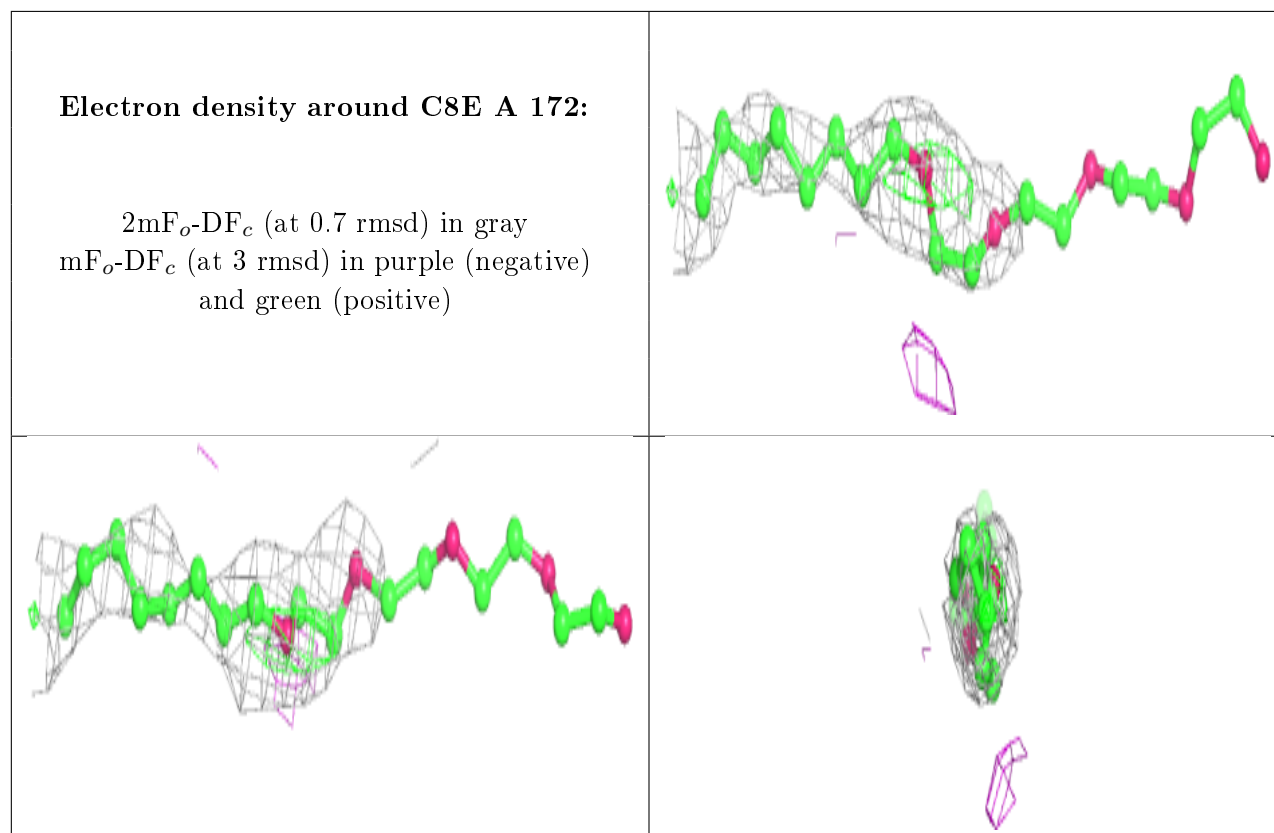 Electron density around C8E A 172:
2mFo-DFc (at 0.7 rmsd) in gray
mFo-DFc (at 3 rmsd) in purple (negative)
and green (positive)